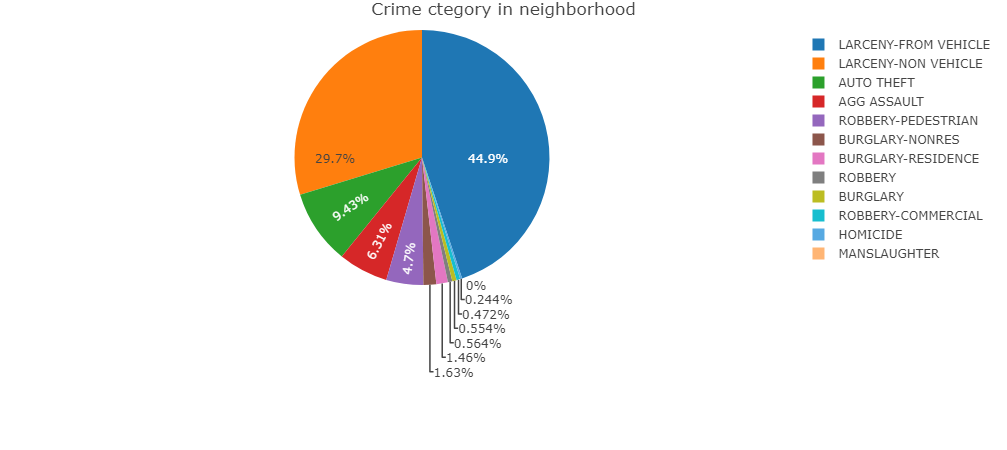 Crime ctegory in neighborhood
LARCENY-FROM VEHICLE
LARCENY-NON VEHICLE
AUTO THEFT
AGG ASSAULT
ROBBERY-PEDESTRIAN
BURGLARY-NONRES
BURGLARY-RESIDENCE
ROBBERY
BURGLARY
ROBBERY-COMMERCIAL
HOMICIDE
MANSLAUGHTER
29.7%
44.9%
9.43%
6.31%
4.7%
0%
0.244%
0.472%
0.554%
0.564%
1.46%
1.63%